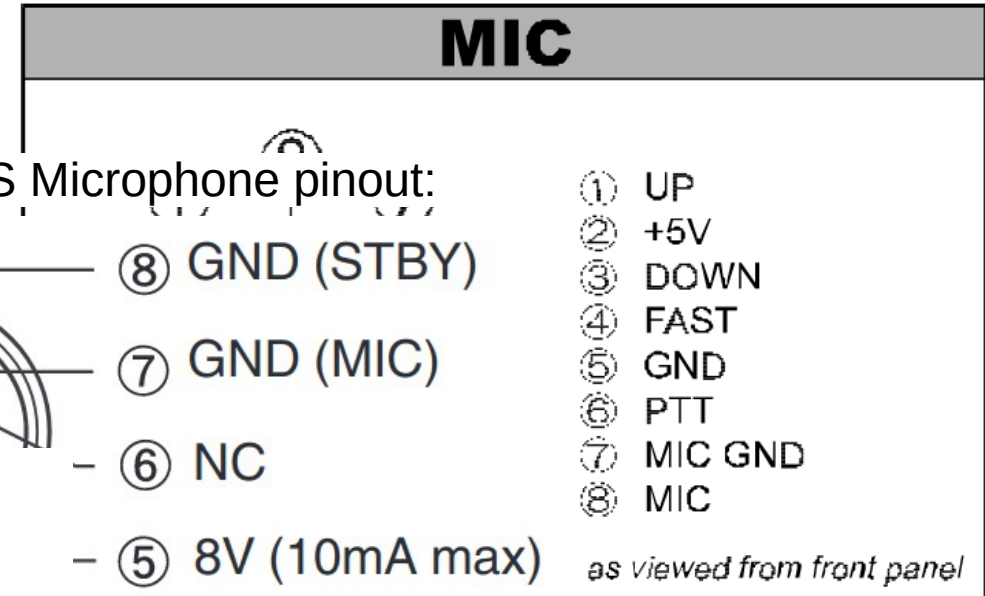 MIC
S Microphone pinout:
⑧ GND (STBY)
⑦ GND (MIC)
⑥ NC
⑤ 8V (10mA max)
① UP
② +5V
③ DOWN
④ FAST
⑤ GND
⑥ PTT
⑦ MIC GND
⑧ MIC
as viewed from front panel